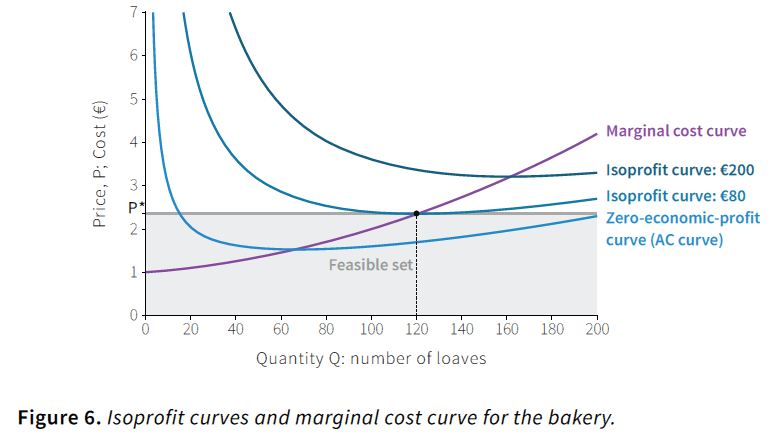 7
6
5
4
3
P*
2
1
0
Price, P; Cost (€)
Marginal cost curve
Isoprofit curve: €200
Isoprofit curve: €80
Zero-economic-profit
curve (AC curve)
Feasible set
0 20 40 60 80 100 120 140 160 180 200
Quantity Q: number of loaves
Figure 6. Isoprofit curves and marginal cost curve for the bakery.